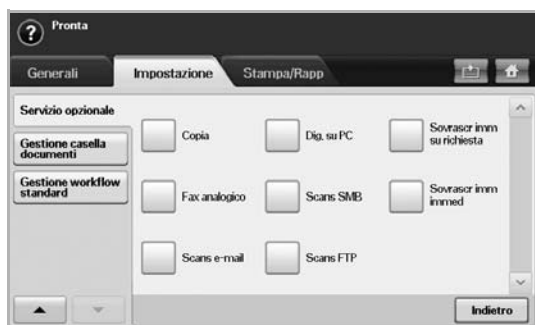 Pronta
Generali
Impostazione
Stampa/Rapp
Servizio opzionale
Gestione casella
documenti
Gestione workflow
standard
Copia
Dig. su PC
Sovrascr imm
su richiesta
Fax analogico
Scans SMB
Sovrascr imm
immed
Scans e-mail
Scans FTP
Indietro